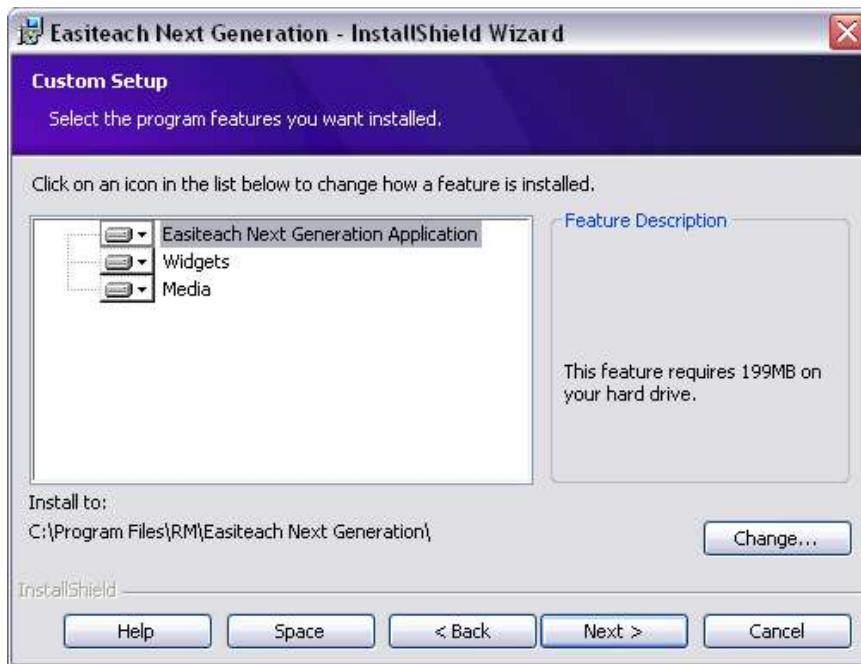 Easiteach Next Generation - InstallShield Wizard
Custom Setup
Select the program features you want installed.
Click on an icon in the list below to change how a feature is installed.
Easiteach Next Generation Application
Widgets
Media
Feature Description
This feature requires 199MB on
your hard drive.
Install to:
C:\Program Files\RM\Easiteach Next Generation\
Change...
InstallShield
Help
Space
< Back
Next >
Cancel